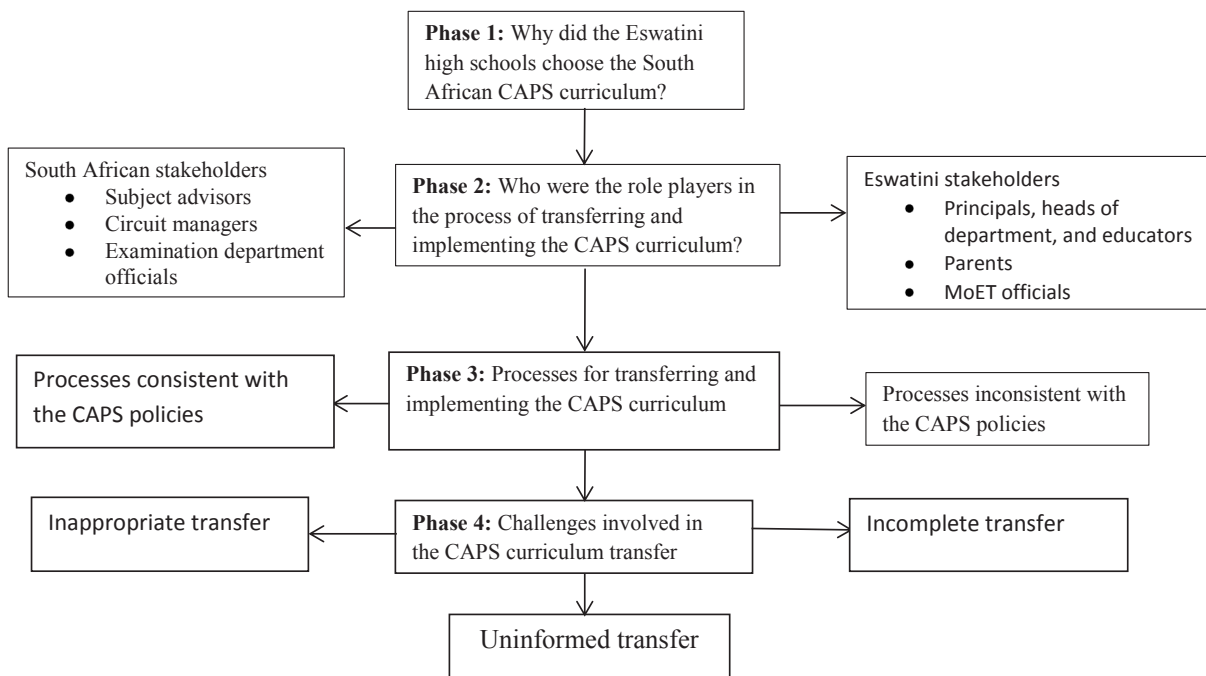 Phase 1: Why did the Eswatini
high schools choose the South
African CAPS curriculum?
South African stakeholders
● Subject advisors
● Circuit managers
● Examination department
officials
Phase 2: Who were the role players in
the process of transferring and
implementing the CAPS curriculum?
Eswatini stakeholders
● Principals, heads of
department, and educators
● Parents
● MoET officials
Processes consistent with
the CAPS policies
Phase 3: Processes for transferring and
implementing the CAPS curriculum
Processes inconsistent with
the CAPS policies
Inappropriate transfer
Phase 4: Challenges involved in
the CAPS curriculum transfer
Incomplete transfer
Uninformed transfer